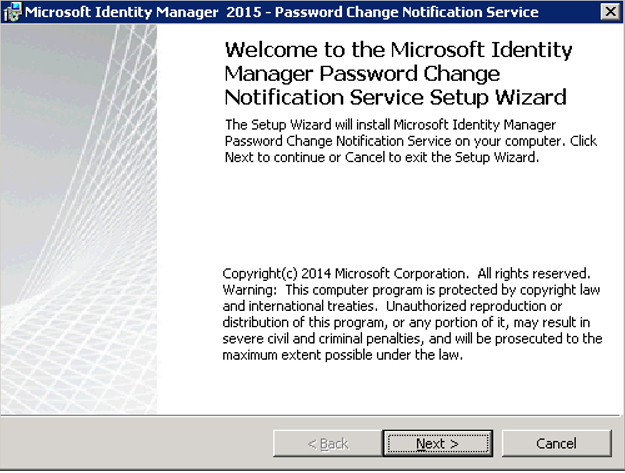 Microsoft Identity Manager 2015 - Password Change Notification Service
Welcome to the Microsoft Identity
Manager Password Change
Notification Service Setup Wizard
The Setup Wizard will install Microsoft Identity Manager
Password Change Notification Service on your computer. Click
Next to continue or Cancel to exit the Setup Wizard.
Copyright(c) 2014 Microsoft Corporation. All rights reserved.
Warning: This computer program is protected by copyright law
and international treaties. Unauthorized reproduction or
distribution of this program, or any portion of it, may result in
severe civil and criminal penalties, and will be prosecuted to the
maximum extent possible under the law.
< Back Next > Cancel